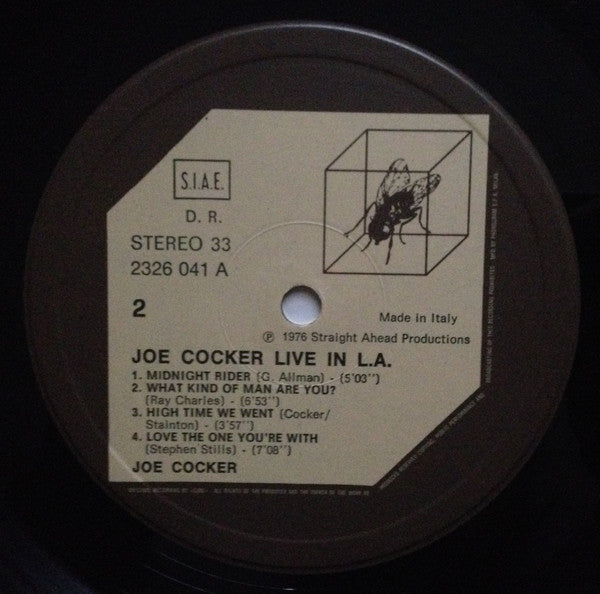 S.I.A.E.
D. R.
STEREO 33
2326 041 A
2
Made in Italy
℗ 1976 Straight Ahead Productions
JOE COCKER LIVE IN L.A.
1. MIDNIGHT RIDER (G. Allman) - (5'03'')
2. WHAT KIND OF MAN ARE YOU?
(Ray Charles) - (6'53'')
3. HIGH TIME WE WENT (Cocker/
Stainton) - (3'57'')
4. LOVE THE ONE YOU'RE WITH
(Stephen Stills) - (7'08'')
JOE COCKER